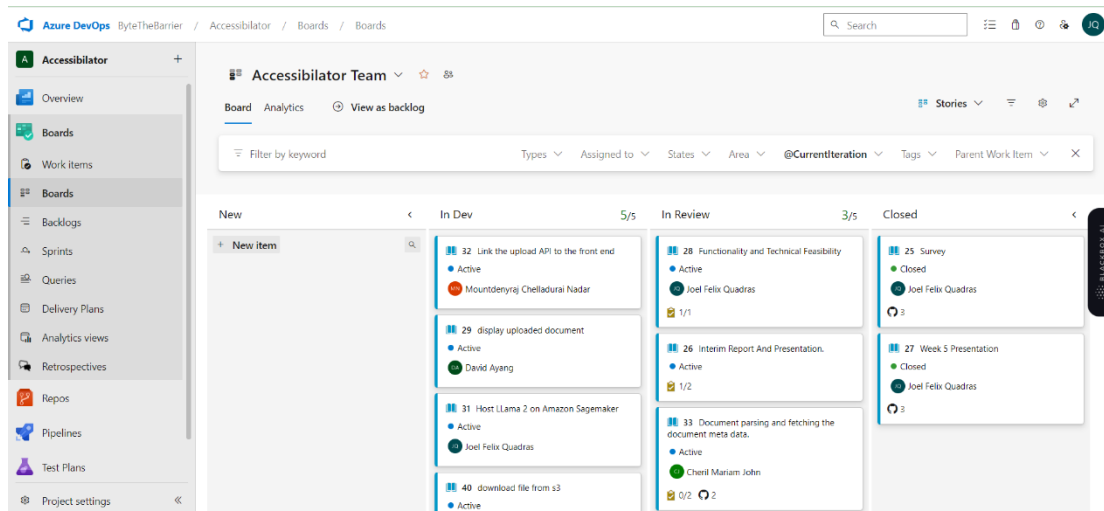 Azure DevOps ByteTheBarrier / Accessibilator / Boards / Boards
Search
JQ
A Accessibilator +
Overview
Boards
Work items
Boards
Backlogs
Sprints
Queries
Delivery Plans
Analytics views
Retrospectives
Repos
Pipelines
Test Plans
Project settings
Accessibilator Team
Board Analytics View as backlog
Stories
Filter by keyword Types Assigned to States Area @CurrentIteration Tags Parent Work Item
New
+ New item
In Dev 5/5
32 Link the upload API to the front end
Active
MN Mountdenyraj Chelladurai Nadar
29 display uploaded document
Active
DA David Ayang
31 Host LLama 2 on Amazon Sagemaker
Active
JQ Joel Felix Quadras
40 download file from s3
Active
In Review 3/5
28 Functionality and Technical Feasibility
Active
JQ Joel Felix Quadras
1/1
26 Interim Report And Presentation.
Active
1/2
33 Document parsing and fetching the
document meta data.
Active
CJ Cheril Mariam John
0/2 2
Closed
25 Survey
Closed
JQ Joel Felix Quadras
3
27 Week 5 Presentation
Closed
JQ Joel Felix Quadras
3
BLACKBOX AI